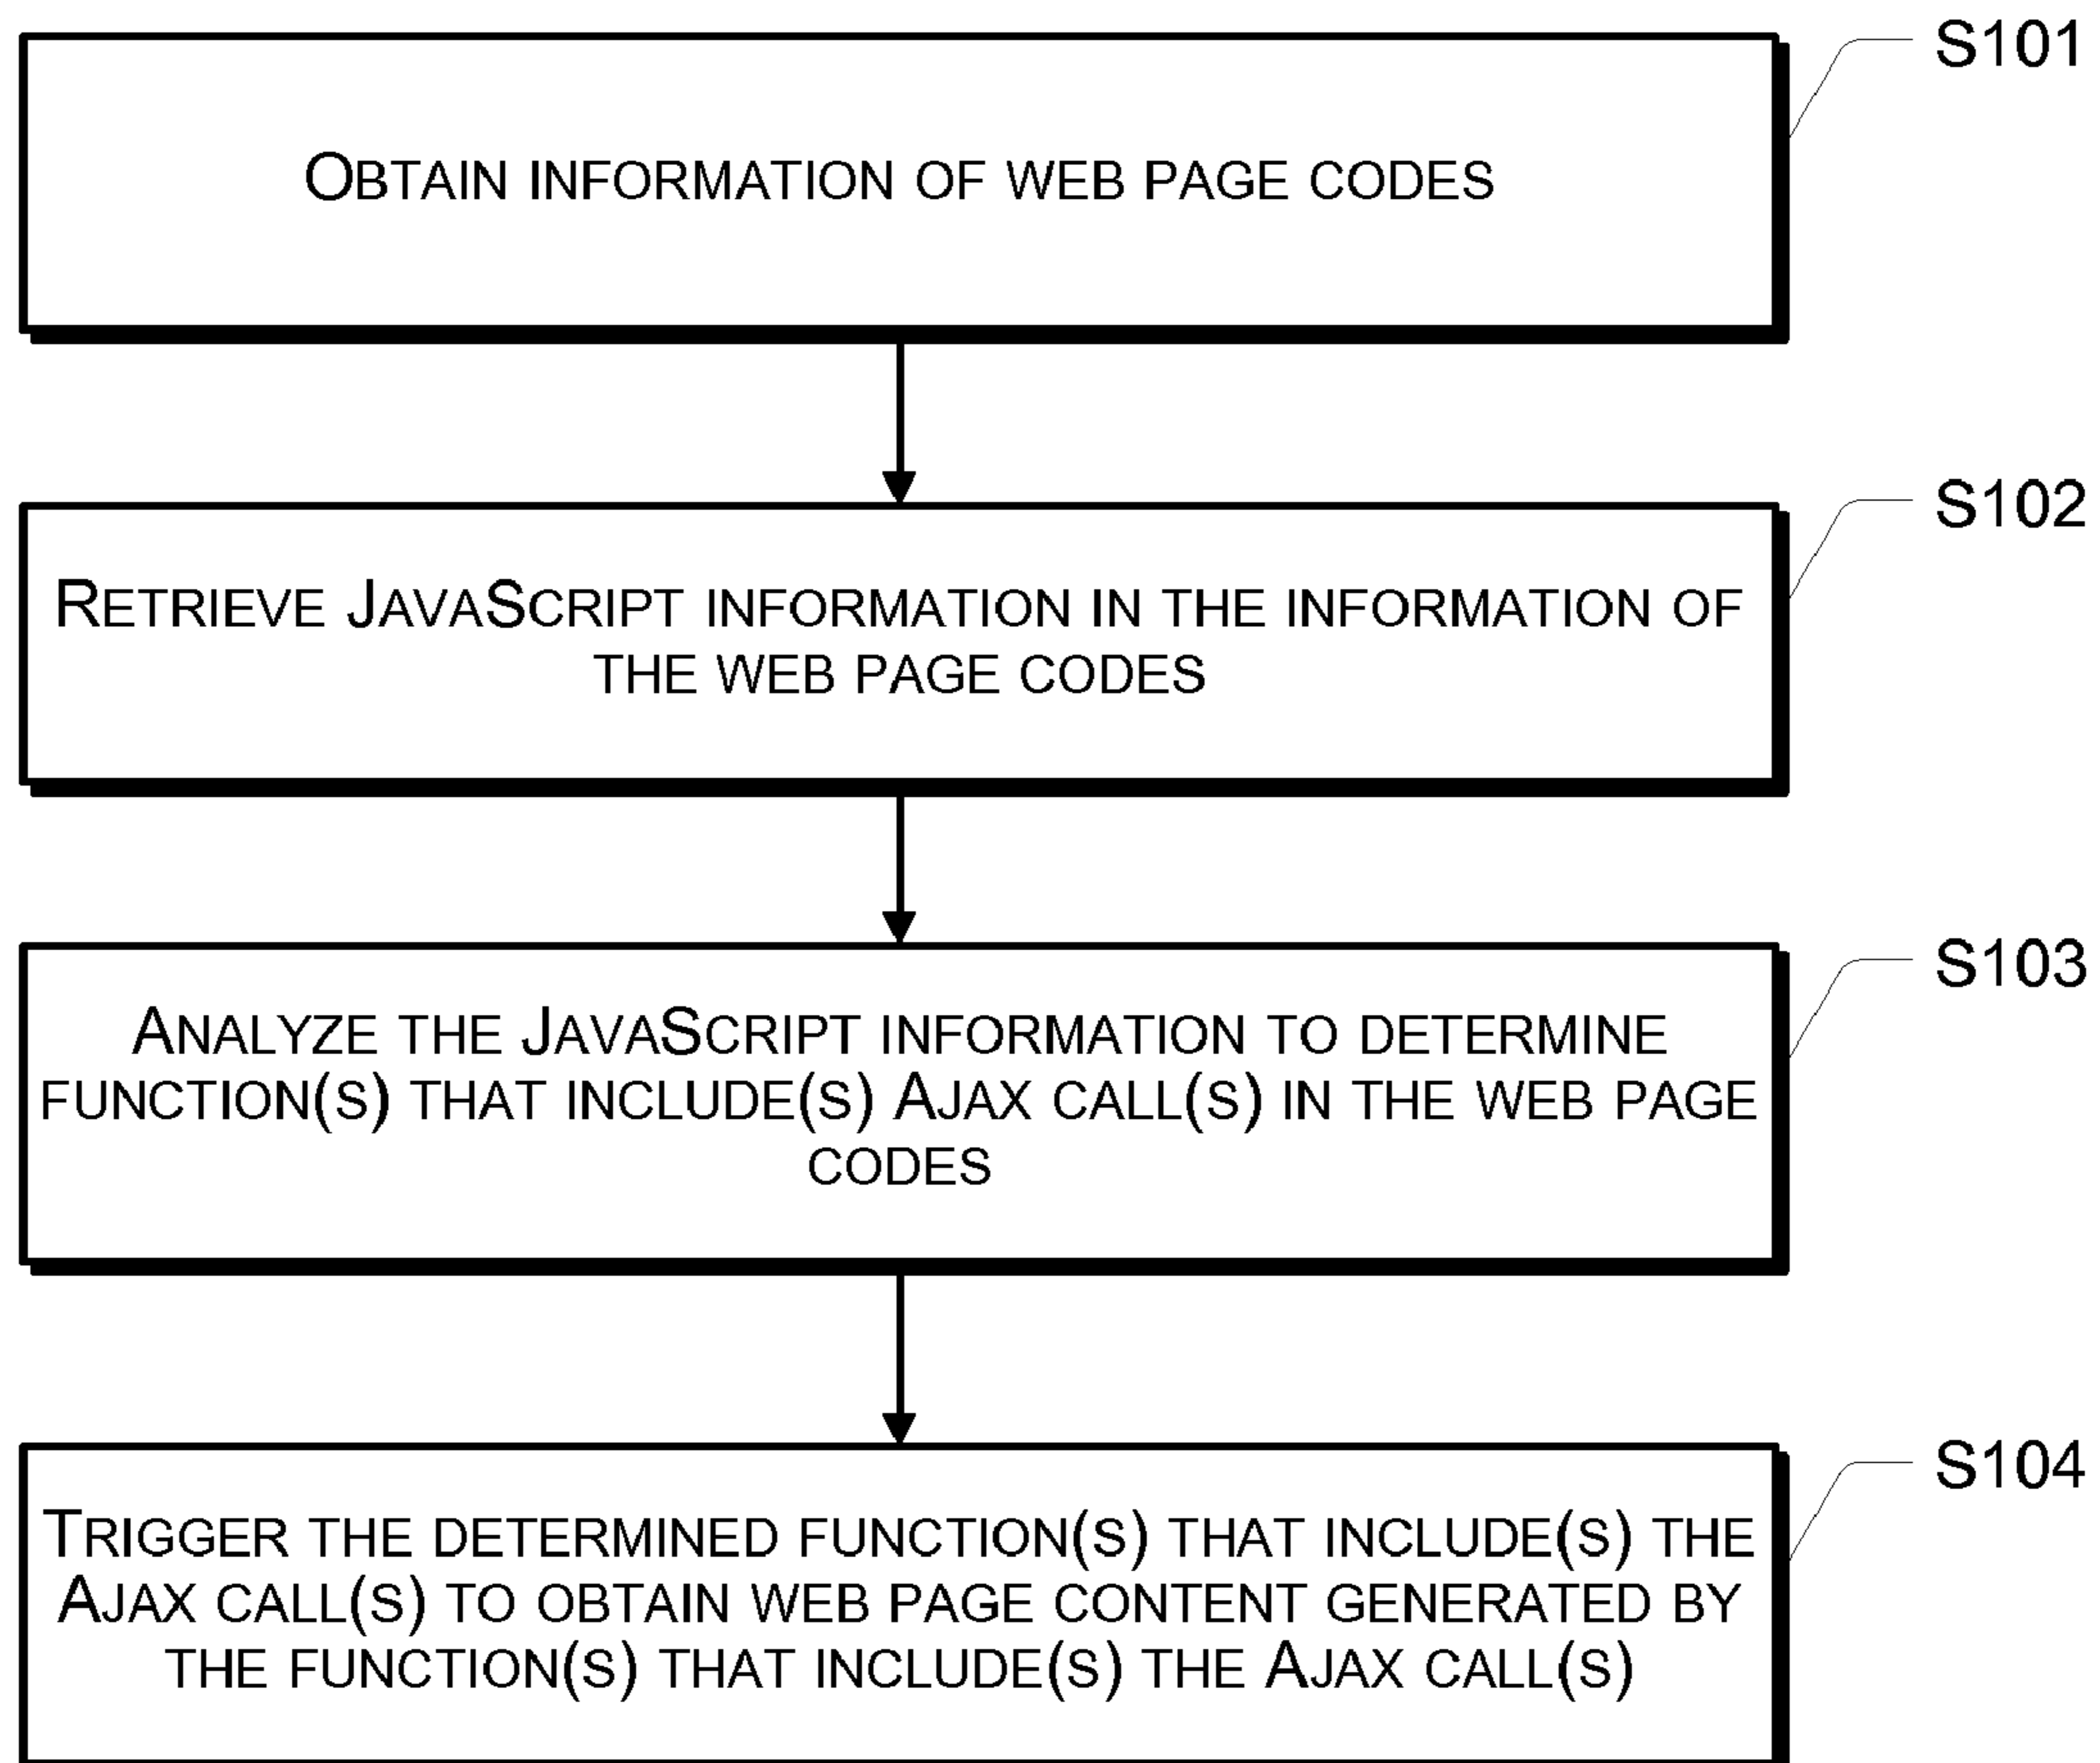 S101
OBTAIN INFORMATION OF WEB PAGE CODES
S102
RETRIEVE JAVASCRIPT INFORMATION IN THE INFORMATION OF
THE WEB PAGE CODES
S103
ANALYZE THE JAVASCRIPT INFORMATION TO DETERMINE
FUNCTION(S) THAT INCLUDE(S) AJAX CALL(S) IN THE WEB PAGE
CODES
S104
TRIGGER THE DETERMINED FUNCTION(S) THAT INCLUDE(S) THE
AJAX CALL(S) TO OBTAIN WEB PAGE CONTENT GENERATED BY
THE FUNCTION(S) THAT INCLUDE(S) THE AJAX CALL(S)